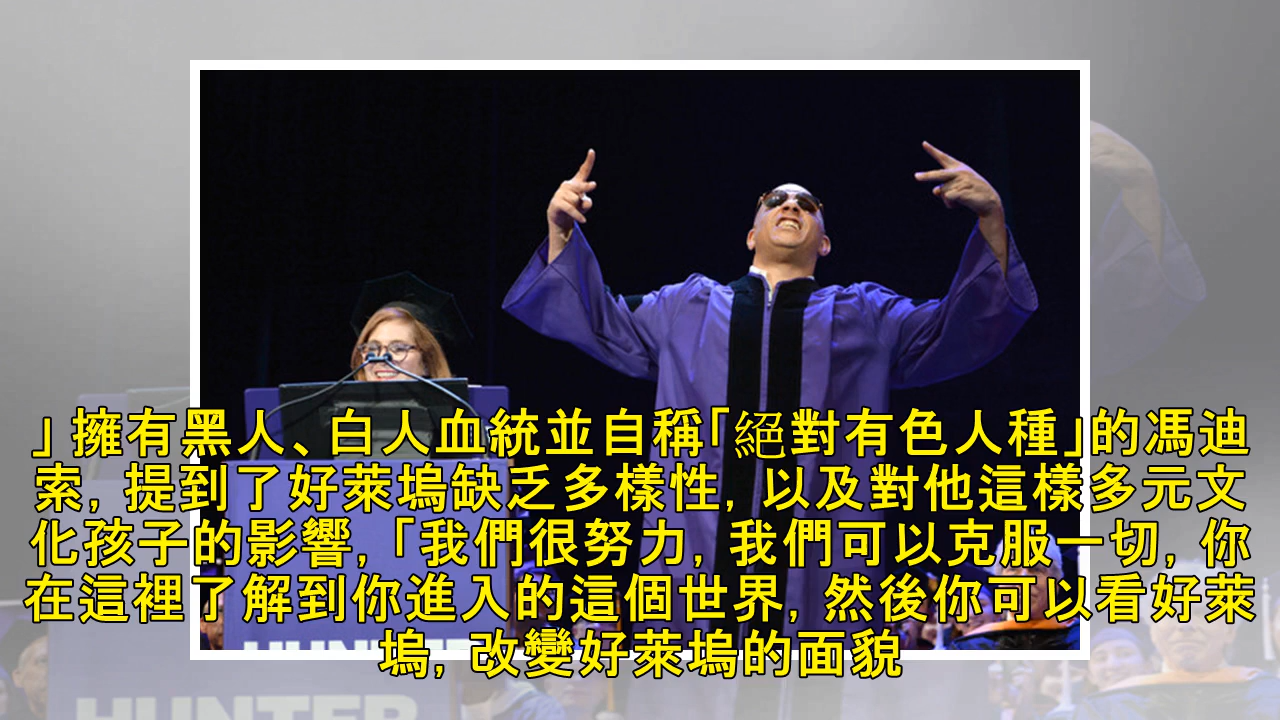 」擁有黑人、白人血統並自稱「絕對有色人種」的馮迪
索, 提到了好萊塢缺乏多樣性, 以及對他這樣多元文
化孩子的影響, 「我們很努力, 我們可以克服一切, 你
在這裡了解到你進入的這個世界, 然後你可以看好萊
塢, 改變好萊塢的面貌
HUNTER
HUNTER